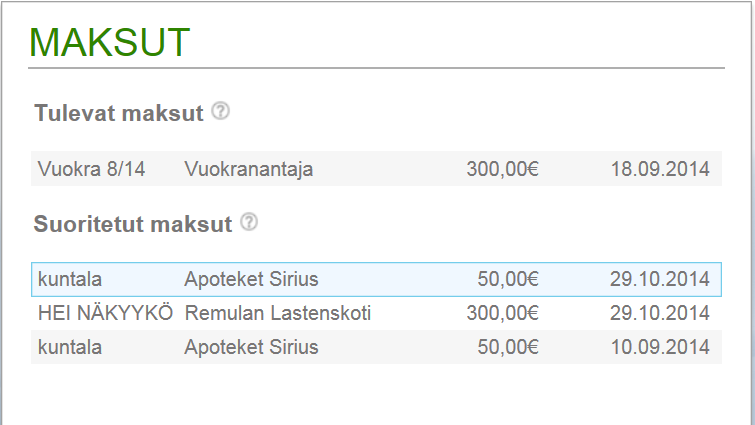 MAKSUT
Tulevat maksut ?
Vuokra 8/14 Vuokranantaja 300,00€ 18.09.2014
Suoritetut maksut ?
kuntala Apoteket Sirius 50,00€ 29.10.2014
HEI NÄKYYKÖ Remulan Lastenskoti 300,00€ 29.10.2014
kuntala Apoteket Sirius 50,00€ 10.09.2014